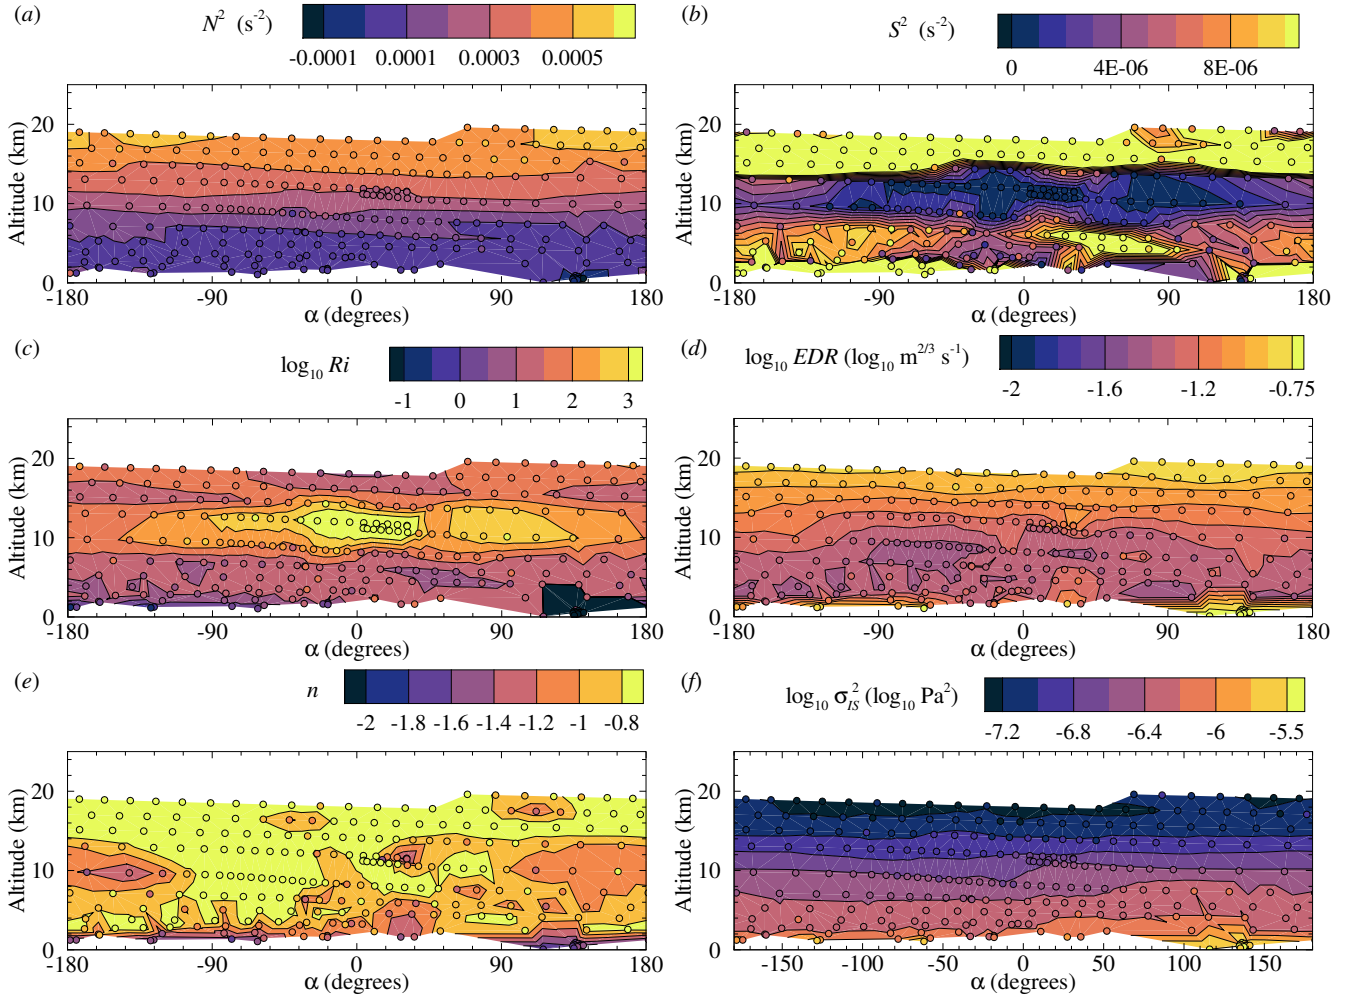 (a) N² (s⁻²)
-0.0001 0.0001 0.0003 0.0005
Altitude (km)
20
10
0
-180 -90 0 90 180
α (degrees)
(b) S² (s⁻²)
0 4E-06 8E-06
Altitude (km)
20
10
0
-180 -90 0 90 180
α (degrees)
(c) log₁₀ Ri
-1 0 1 2 3
Altitude (km)
20
10
0
-180 -90 0 90 180
α (degrees)
(d) log₁₀ EDR (log₁₀ m²ᐟ³ s⁻¹)
-2 -1.6 -1.2 -0.75
Altitude (km)
20
10
0
-180 -90 0 90 180
α (degrees)
(e) n
-2 -1.8 -1.6 -1.4 -1.2 -1 -0.8
Altitude (km)
20
10
0
-180 -90 0 90 180
α (degrees)
(f) log₁₀ σ_IS² (log₁₀ Pa²)
-7.2 -6.8 -6.4 -6 -5.5
Altitude (km)
20
10
0
-150 -100 -50 0 50 100 150
α (degrees)